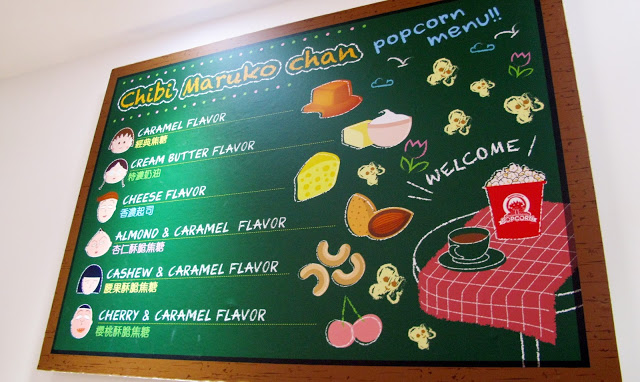 Chibi Maruko chan
popcorn
menu!!
CARAMEL FLAVOR
經典焦糖
CREAM BUTTER FLAVOR
特濃奶油
CHEESE FLAVOR
香濃起司
ALMOND & CARAMEL FLAVOR
杏仁酥脆焦糖
CASHEW & CARAMEL FLAVOR
腰果酥脆焦糖
CHERRY & CARAMEL FLAVOR
櫻桃酥脆焦糖
WELCOME
POPCORN